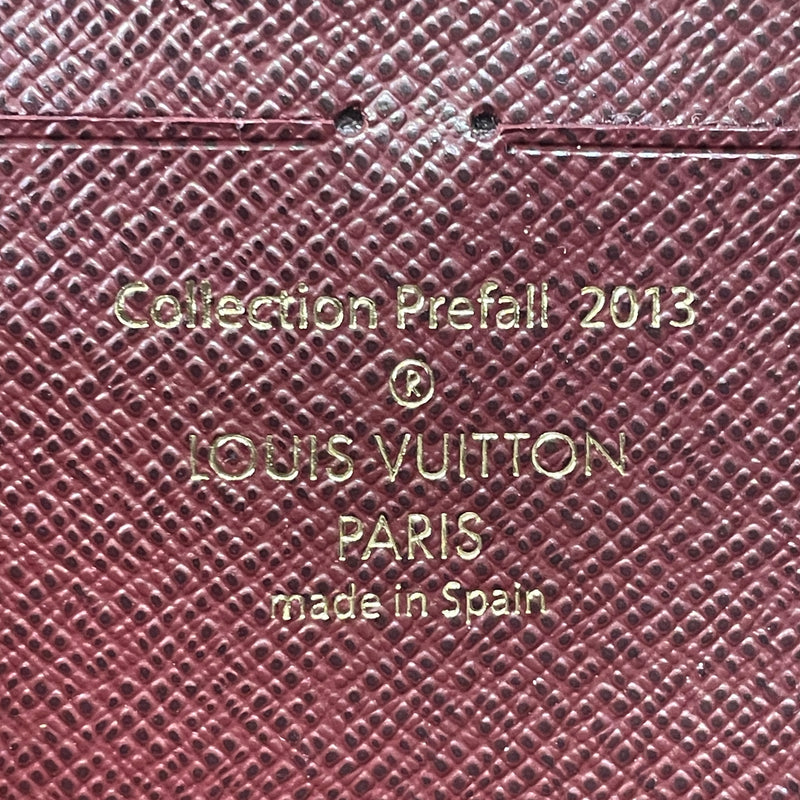 Collection Prefall 2013
®
LOUIS VUITTON
PARIS
made in Spain